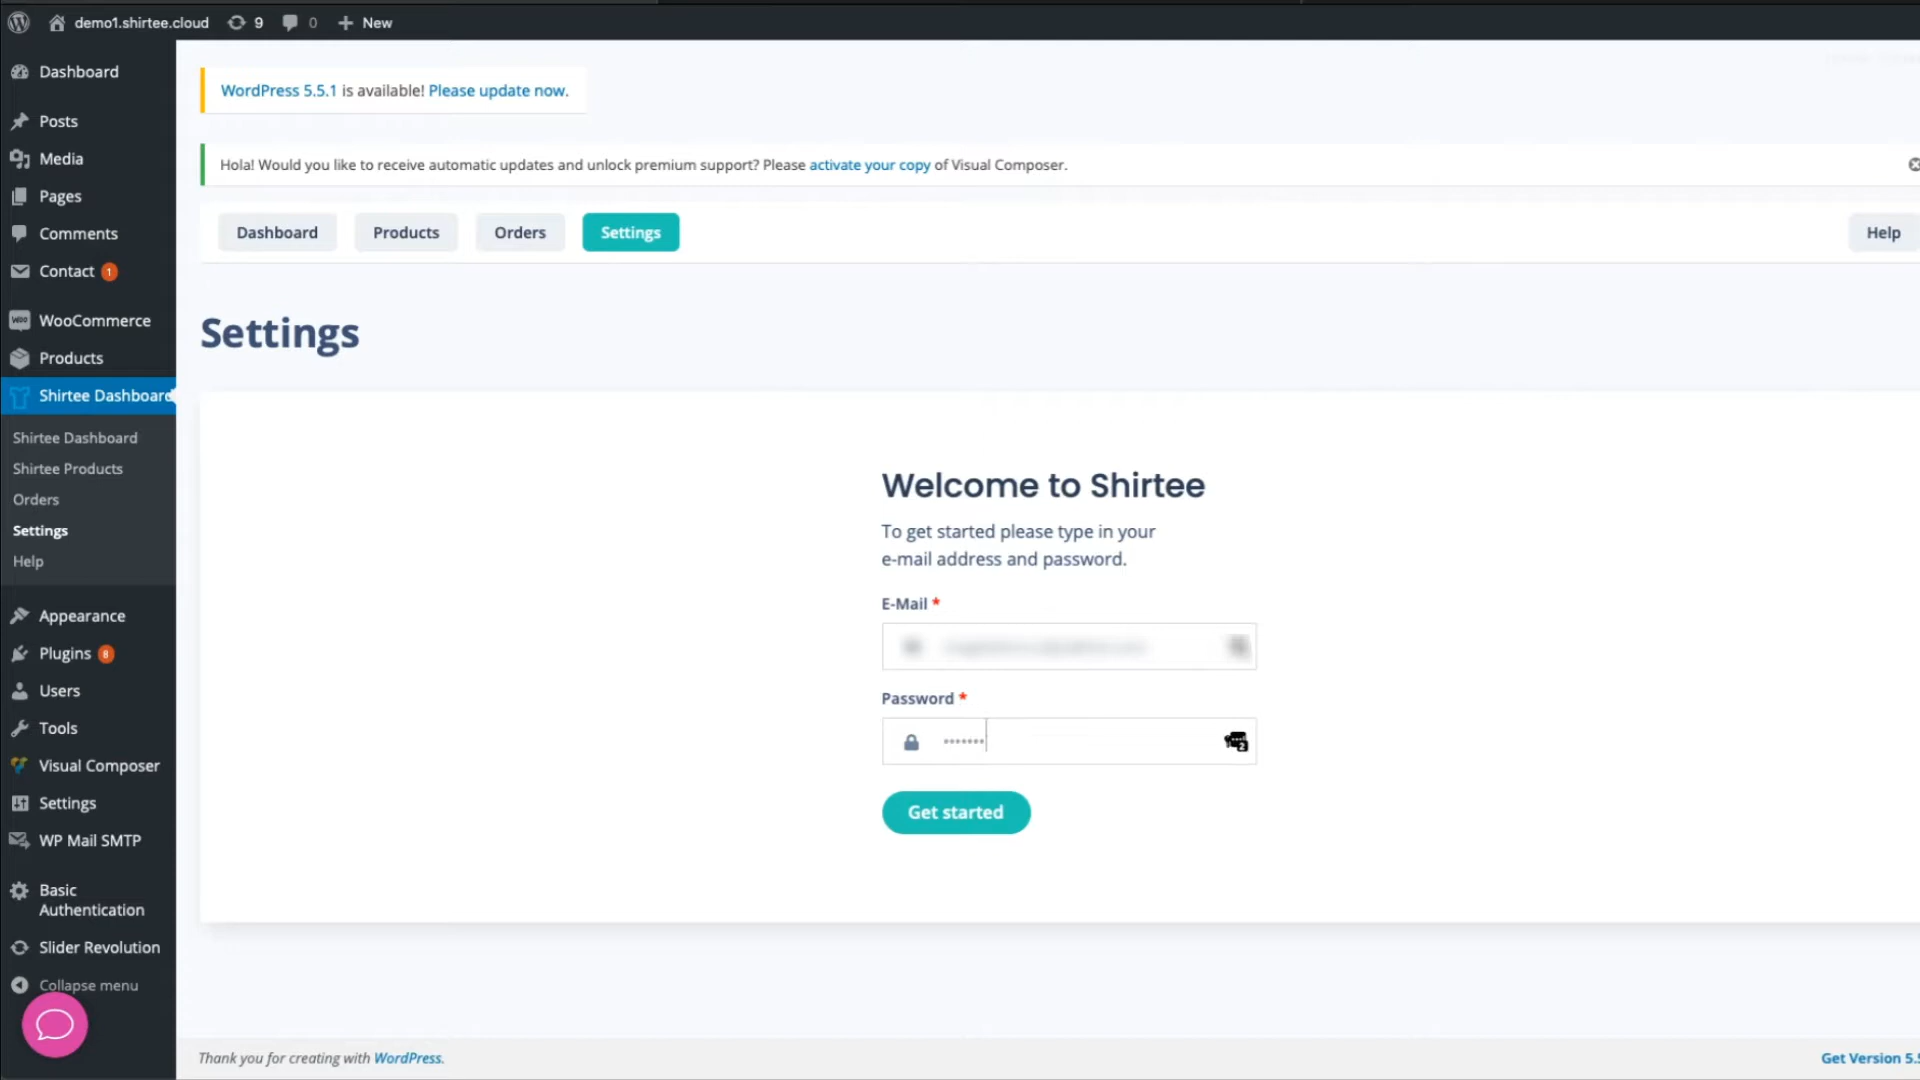 demo1.shirtee.cloud 9 0 New
Dashboard
Posts
Media
Pages
Comments
Contact 1
WooCommerce
Products
Shirtee Dashboard
Shirtee Dashboard
Shirtee Products
Orders
Settings
Help
Appearance
Plugins 8
Users
Tools
Visual Composer
Settings
WP Mail SMTP
Basic
Authentication
Slider Revolution
Collapse menu
WordPress 5.5.1 is available! Please update now.
Hola! Would you like to receive automatic updates and unlock premium support? Please activate your copy of Visual Composer.
Dashboard Products Orders Settings Help
Settings
Welcome to Shirtee
To get started please type in your
e-mail address and password.
E-Mail *
Password *
•••••••
Get started
Thank you for creating with WordPress.
Get Version 5.5